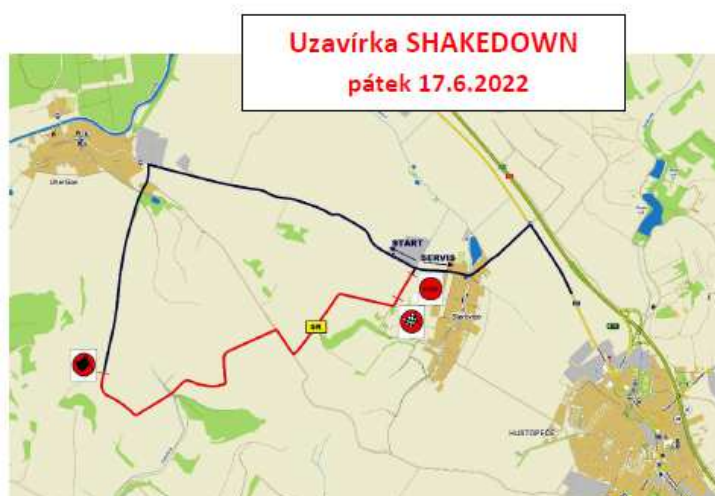 Uzavírka SHAKEDOWN
pátek 17.6.2022
START
SERVIS
SR
HUSTOPEČE